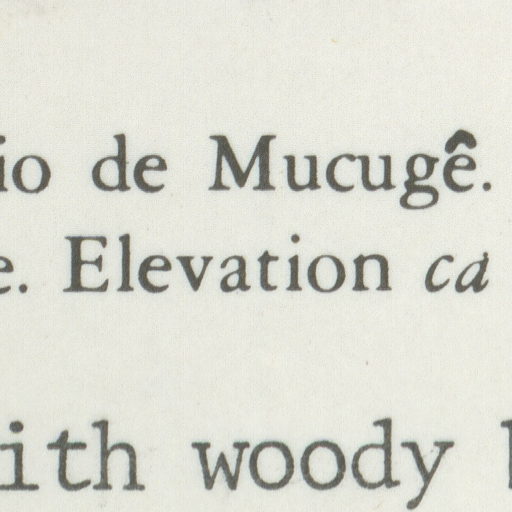 io de Mucugê.
e. Elevation ca
ith woody